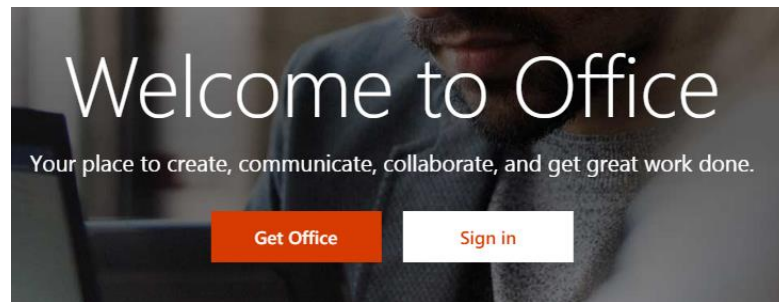 Welcome to Office
Your place to create, communicate, collaborate, and get great work done.
Get Office
Sign in